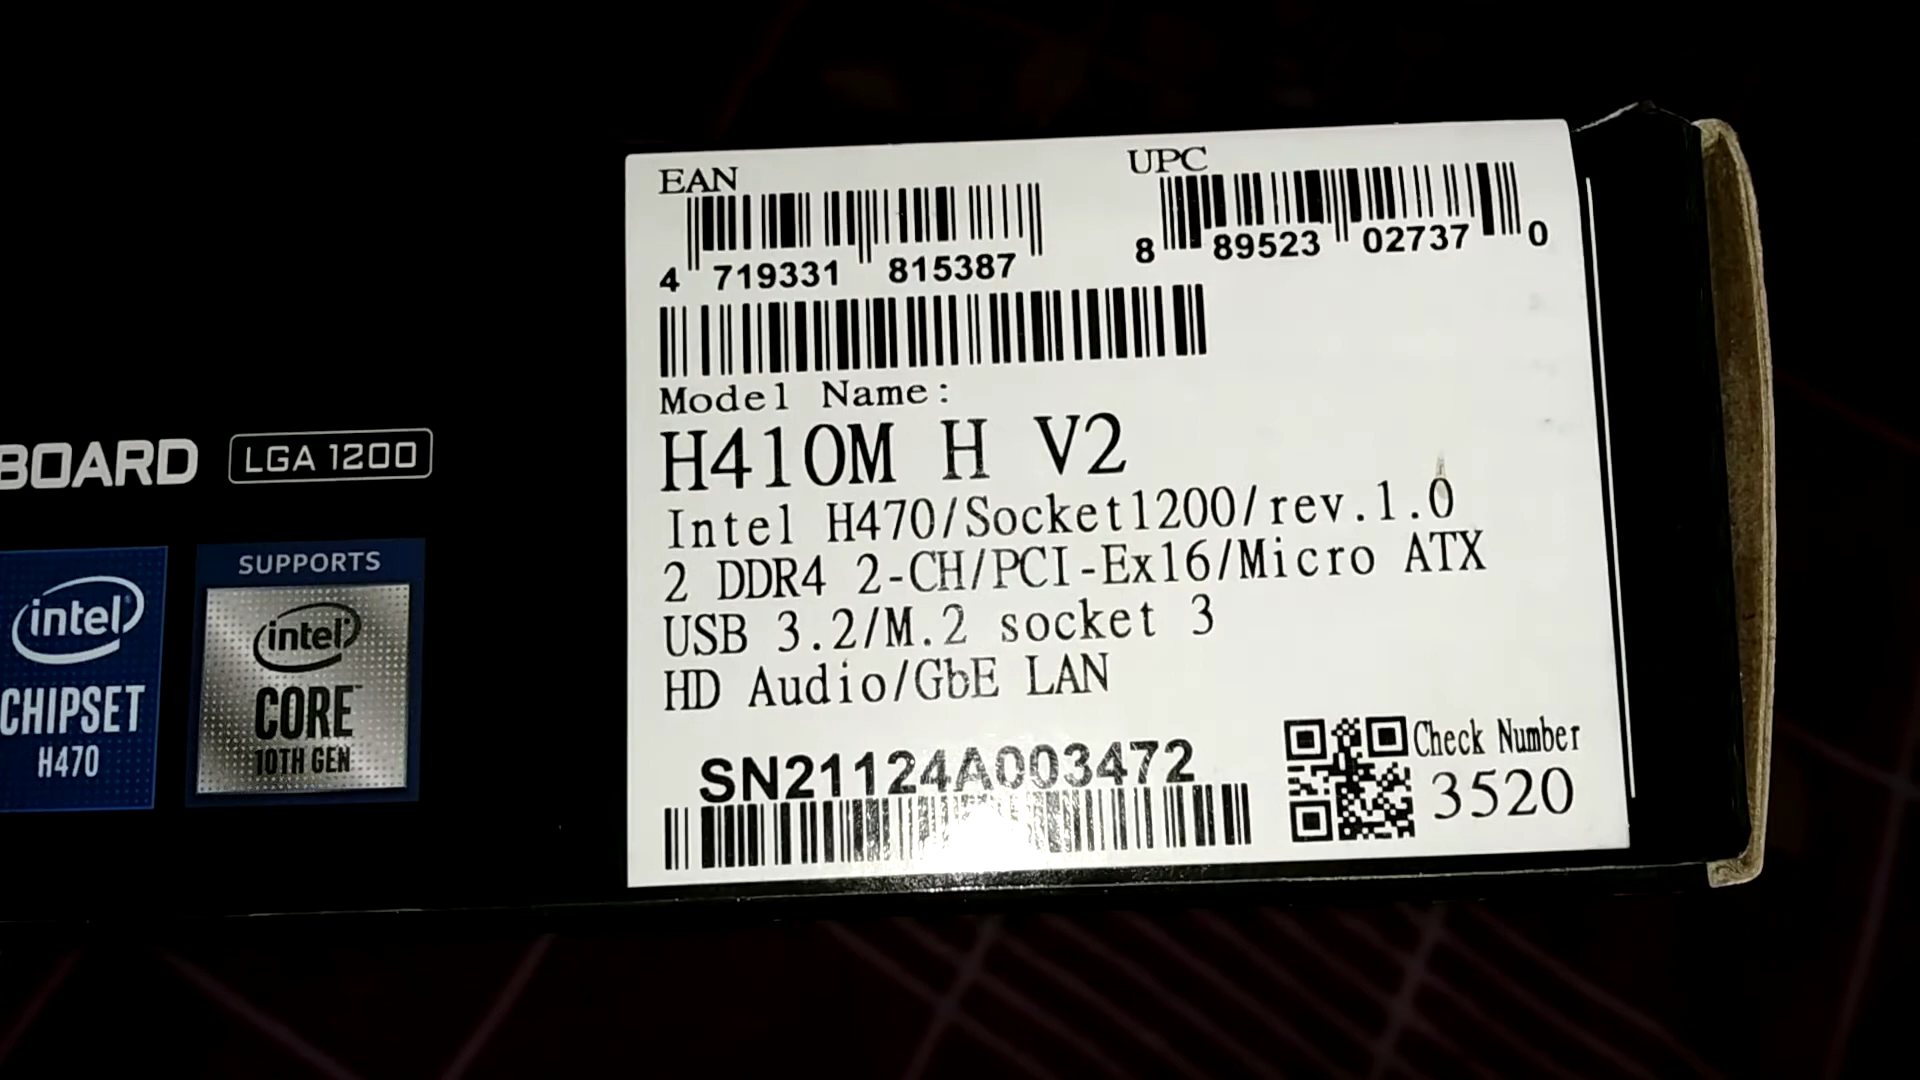 BOARD LGA 1200
intel
CHIPSET
H470
SUPPORTS
intel
CORE
10TH GEN
EAN
4 719331 815387
UPC
8 89523 02737 0
Model Name:
H410M H V2
Intel H470/Socket1200/rev.1.0
2 DDR4 2-CH/PCI-Ex16/Micro ATX
USB 3.2/M.2 socket 3
HD Audio/GbE LAN
SN21124A003472
Check Number
3520